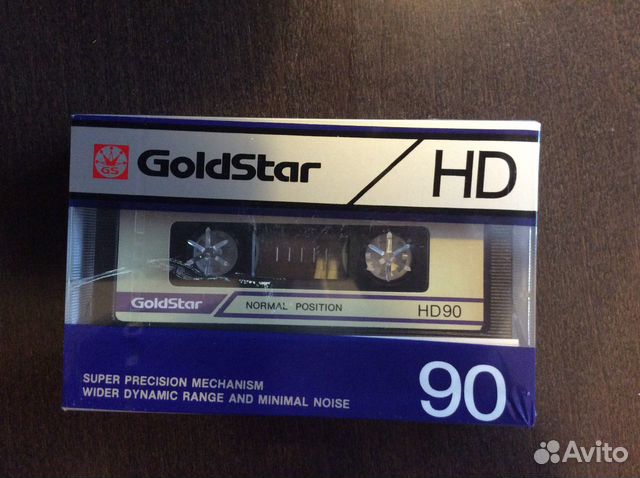 GS GoldStar / HD
GoldStar NORMAL POSITION HD90
SUPER PRECISION MECHANISM
WIDER DYNAMIC RANGE AND MINIMAL NOISE
90
Avito